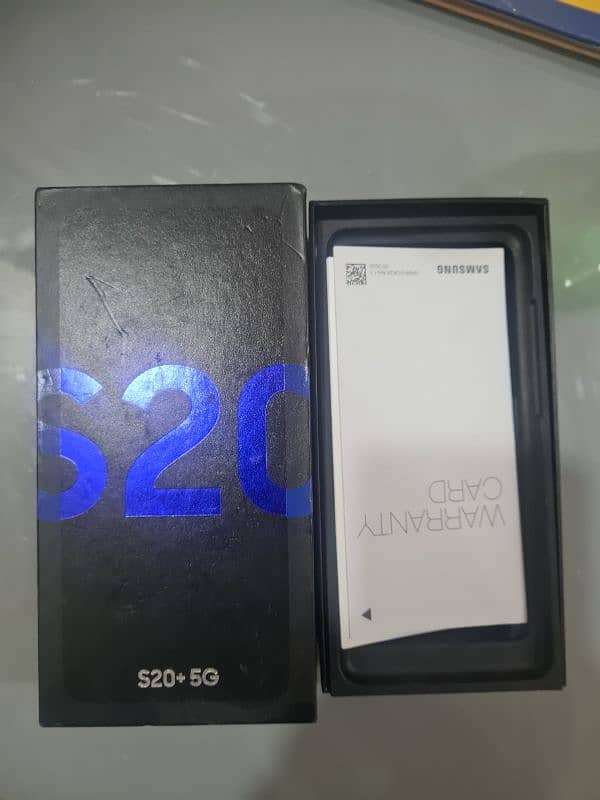 S20
S20+ 5G
SAMSUNG
WARRANTY
CARD